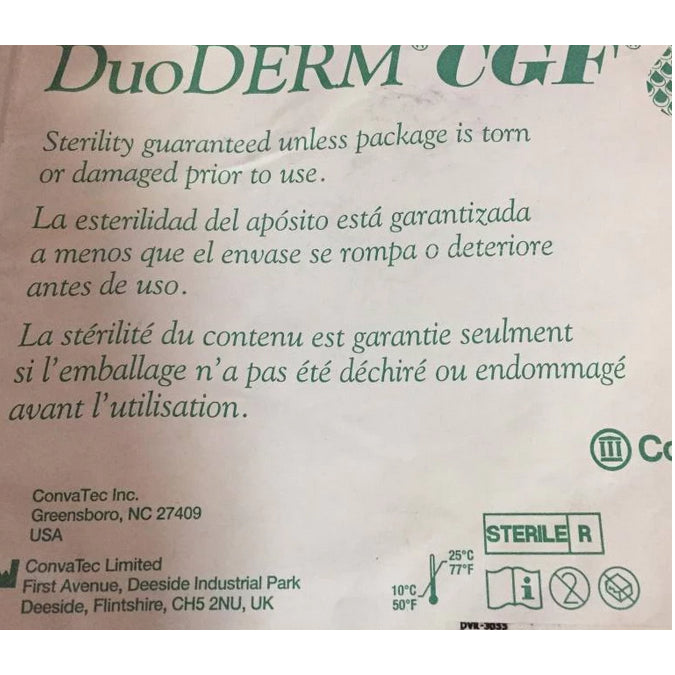 DuoDERM® CGF®
Sterility guaranteed unless package is torn
or damaged prior to use.
La esterilidad del apósito está garantizada
a menos que el envase se rompa o deteriore
antes de uso.
La stérilité du contenu est garantie seulment
si l'emballage n'a pas été déchiré ou endommagé
avant l'utilisation.
ConvaTec Inc.
Greensboro, NC 27409
USA
ConvaTec Limited
First Avenue, Deeside Industrial Park
Deeside, Flintshire, CH5 2NU, UK
25°C
77°F
10°C
50°F
STERILE R
i
2